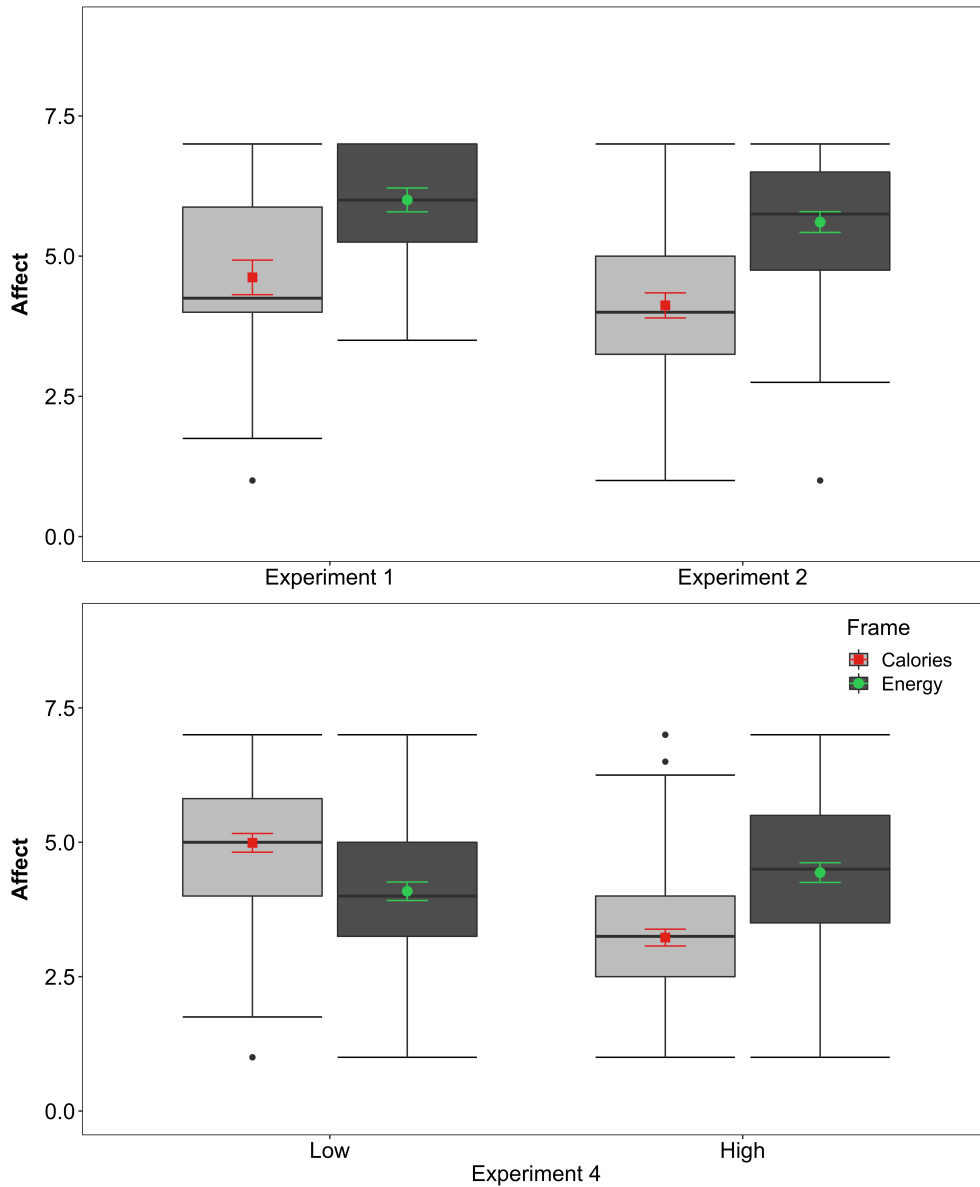 Affect
7.5
5.0
2.5
0.0
Experiment 1
Experiment 2
Frame
Calories
Energy
Affect
7.5
5.0
2.5
0.0
Low
High
Experiment 4